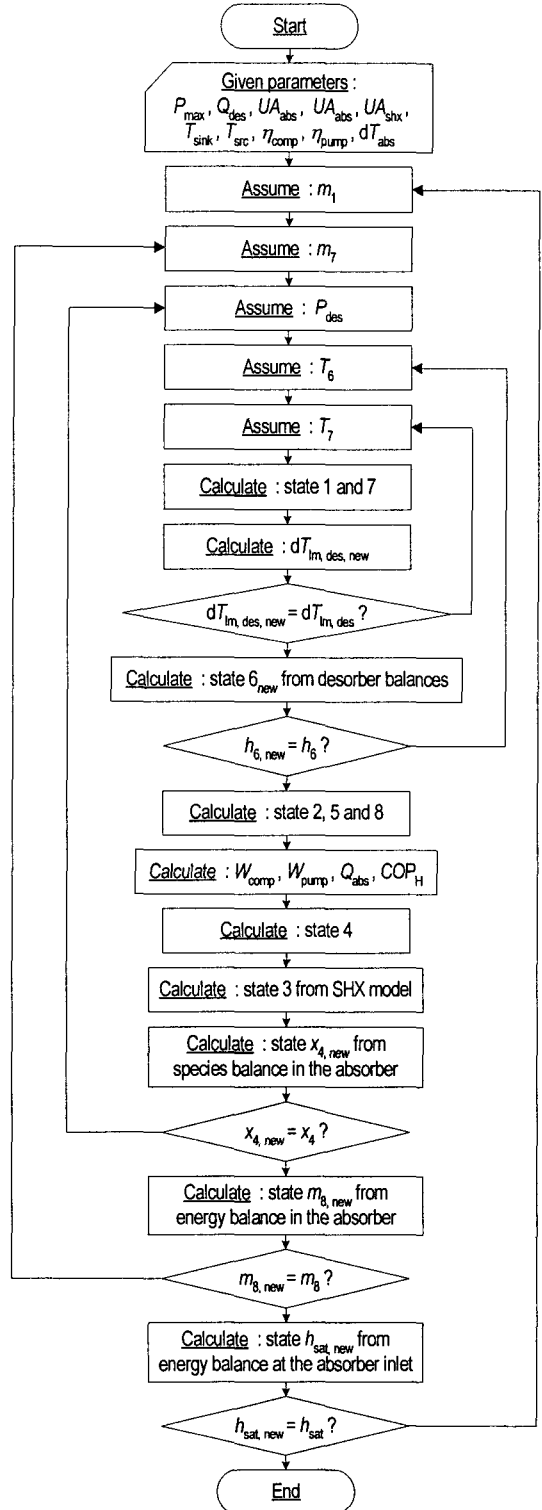 Start
Given parameters :
P_max, Q_des, UA_abs, UA_abs, UA_shx,
T_sink, T_src, η_comp, η_pump, dT_abs
Assume : m_1
Assume : m_7
Assume : P_des
Assume : T_6
Assume : T_7
Calculate : state 1 and 7
Calculate : dT_lm, des, new
dT_lm, des, new = dT_lm, des ?
Calculate : state 6_new from desorber balances
h_6, new = h_6 ?
Calculate : state 2, 5 and 8
Calculate : W_comp, W_pump, Q_abs, COP_H
Calculate : state 4
Calculate : state 3 from SHX model
Calculate : state x_4, new from
species balance in the absorber
x_4, new = x_4 ?
Calculate : state m_8, new from
energy balance in the absorber
m_8, new = m_8 ?
Calculate : state h_sat, new from
energy balance at the absorber inlet
h_sat, new = h_sat ?
End